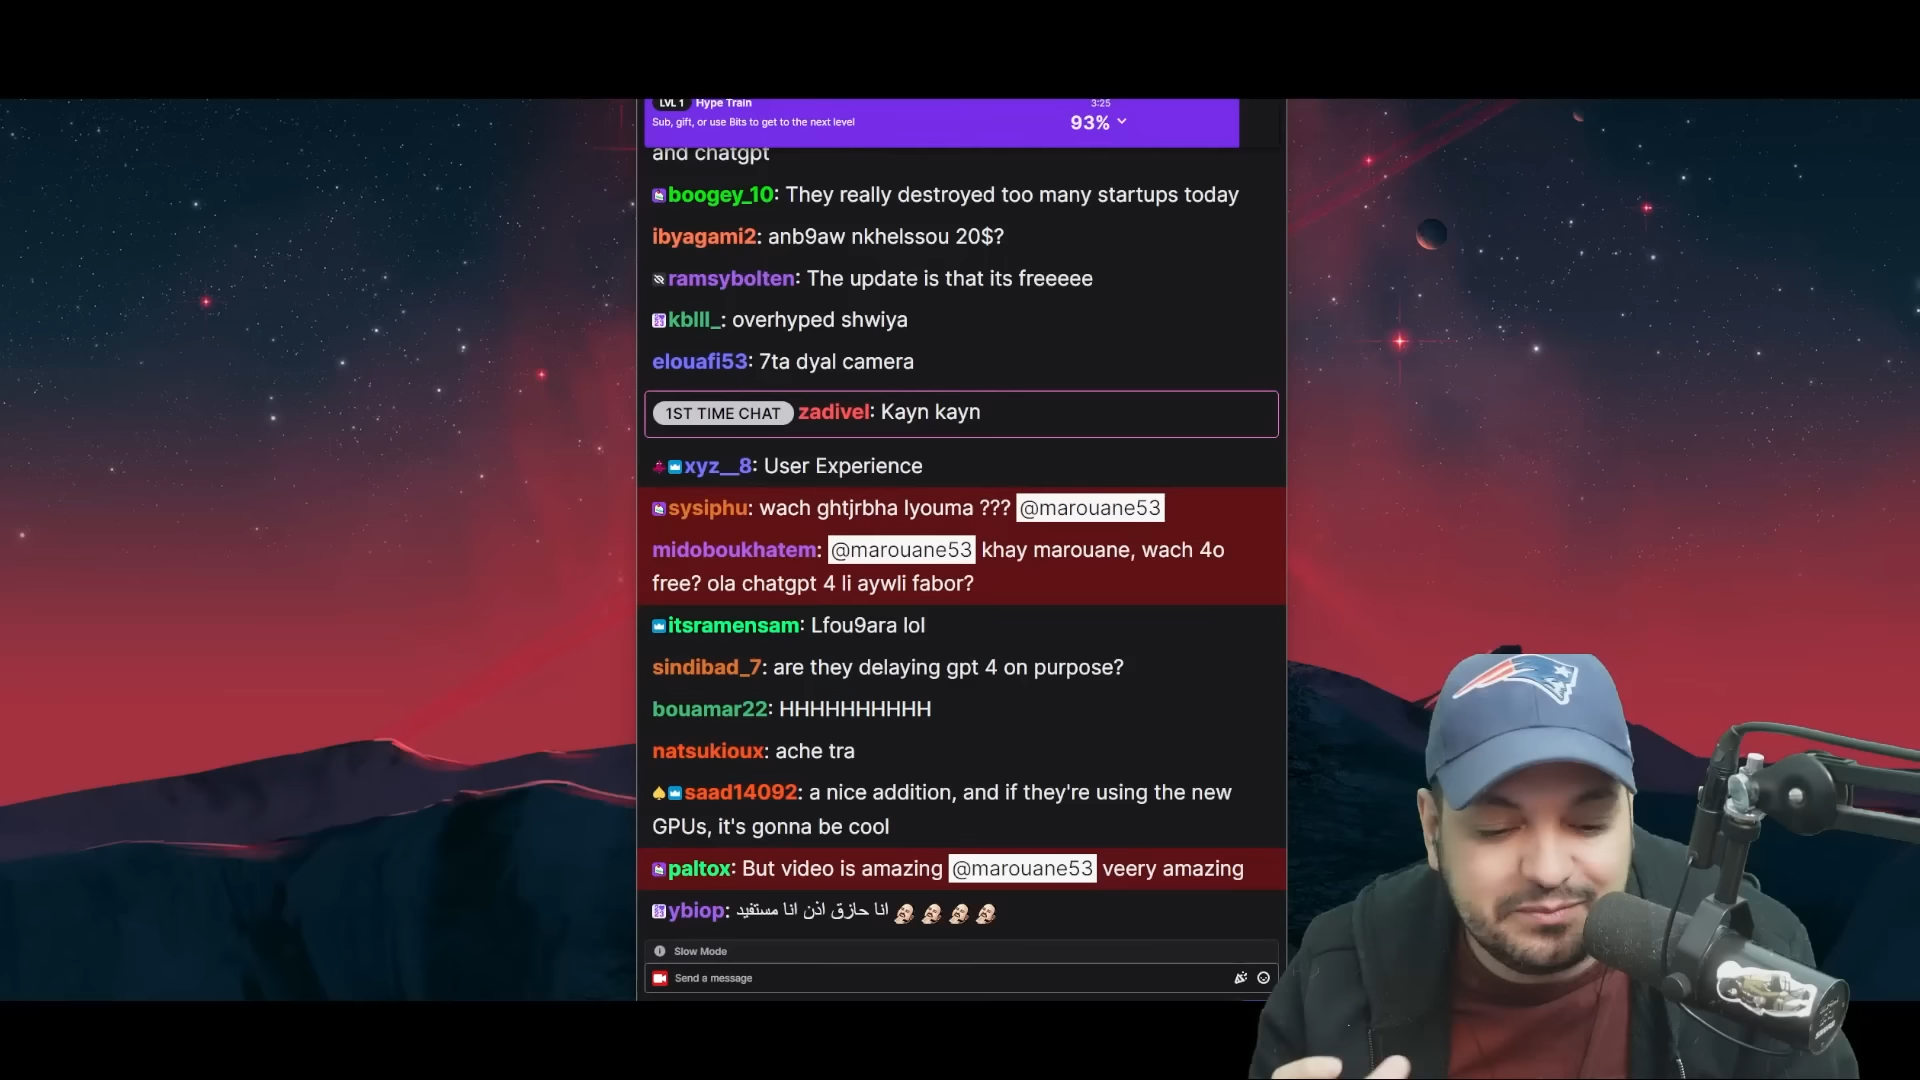 LVL 1 Hype Train 3:25
Sub, gift, or use Bits to get to the next level 93%
and chatgpt
boogey_10: They really destroyed too many startups today
ibyagami2: anb9aw nkhelssou 20$?
ramsybolten: The update is that its freeeee
kblll_: overhyped shwiya
elouafi53: 7ta dyal camera
1ST TIME CHAT zadivel: Kayn kayn
xyz__8: User Experience
sysiphu: wach ghtjrbha lyouma ??? @marouane53
midoboukhatem: @marouane53 khay marouane, wach 4o
free? ola chatgpt 4 li aywli fabor?
itsramensam: Lfou9ara lol
sindibad_7: are they delaying gpt 4 on purpose?
bouamar22: HHHHHHHHHH
natsukioux: ache tra
saad14092: a nice addition, and if they're using the new
GPUs, it's gonna be cool
paltox: But video is amazing @marouane53 veery amazing
ybiop: انا حازق اذن انا مستفيد
Slow Mode
Send a message